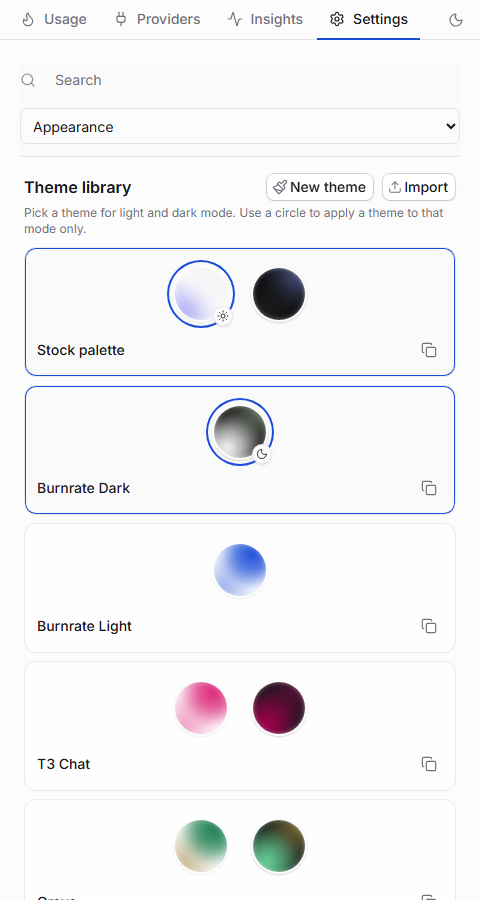 Usage Providers Insights Settings
Search
Appearance
Theme library New theme Import
Pick a theme for light and dark mode. Use a circle to apply a theme to that
mode only.
Stock palette
Burnrate Dark
Burnrate Light
T3 Chat